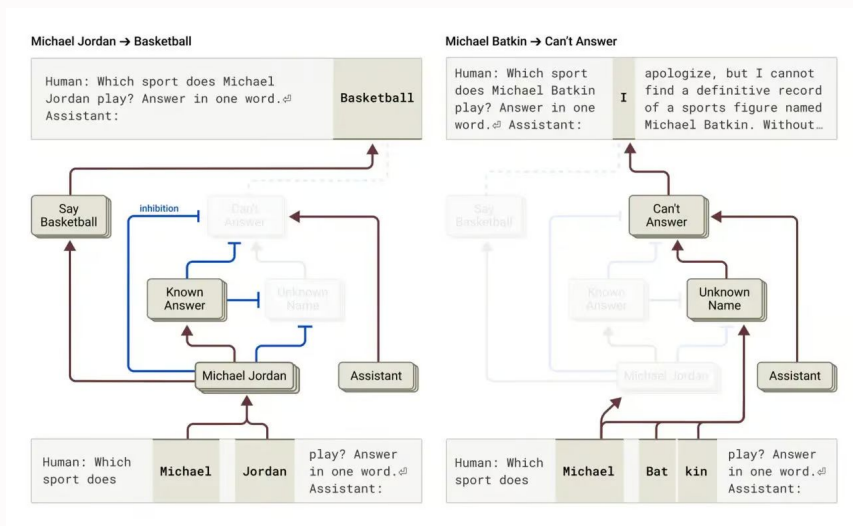 Michael Jordan → Basketball
Human: Which sport does Michael
Jordan play? Answer in one word.⏎
Assistant:
Basketball
Say
Basketball
inhibition
Can't
Answer
Known
Answer
Unknown
Name
Michael Jordan
Assistant
Human: Which
sport does
Michael
Jordan
play? Answer
in one word.⏎
Assistant:
Michael Batkin → Can't Answer
Human: Which sport
does Michael Batkin
play? Answer in one
word.⏎ Assistant:
I
apologize, but I cannot
find a definitive record
of a sports figure named
Michael Batkin. Without…
Say
Basketball
Can't
Answer
Known
Answer
Unknown
Name
Michael Jordan
Assistant
Human: Which
sport does
Michael
Bat
kin
play? Answer
in one word.⏎
Assistant: